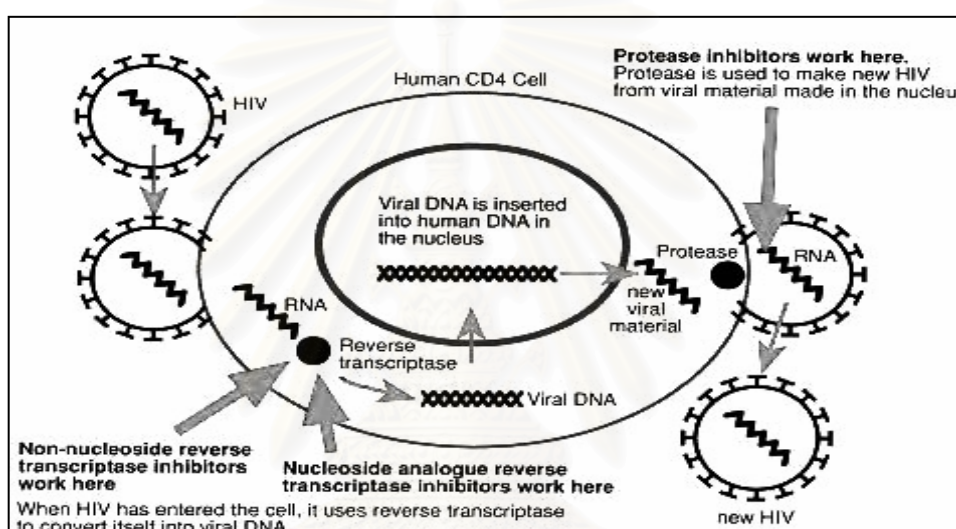 Protease inhibitors work here.
Protease is used to make new HIV
from viral material made in the nucleu
Human CD4 Cell
HIV
Viral DNA is inserted
into human DNA in
the nucleus
Protease
RNA
new
viral
material
RNA
Reverse
transcriptase
Viral DNA
Non-nucleoside reverse
transcriptase inhibitors
work here
Nucleoside analogue reverse
transcriptase inhibitors work here
When HIV has entered the cell, it uses reverse transcriptase
to convert itself into viral DNA
new HIV